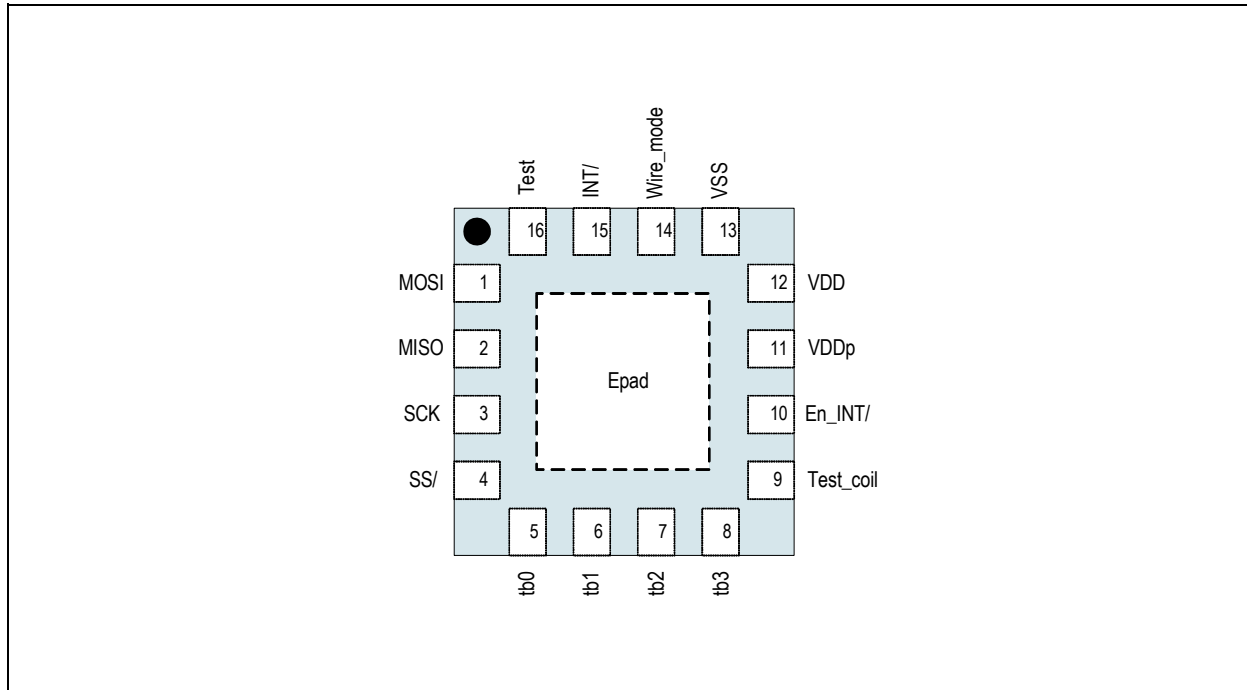 Test INT/ Wire_mode VSS
16 15 14 13
MOSI 1 12 VDD
MISO 2 11 VDDp
Epad
SCK 3 10 En_INT/
SS/ 4 9 Test_coil
5 6 7 8
tb0 tb1 tb2 tb3